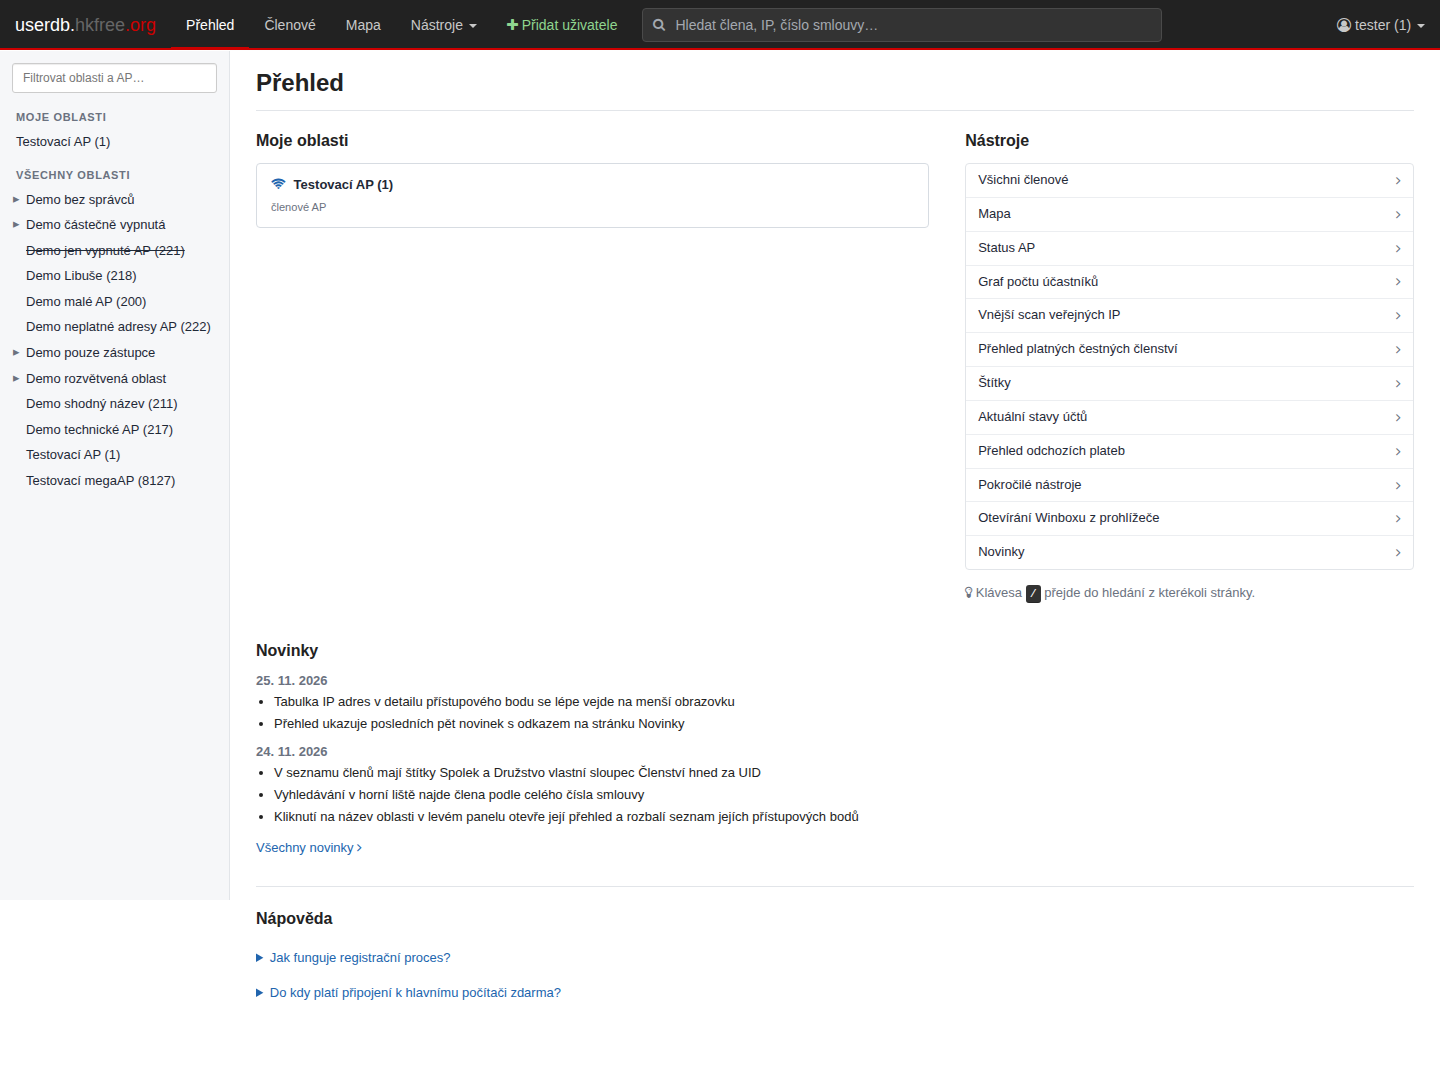 userdb.hkfree.org
Přehled
Členové
Mapa
Nástroje
Přidat uživatele
Hledat člena, IP, číslo smlouvy…
tester (1)
Filtrovat oblasti a AP…
MOJE OBLASTI
Testovací AP (1)
VŠECHNY OBLASTI
Demo bez správců
Demo částečně vypnutá
Demo jen vypnuté AP (221)
Demo Libuše (218)
Demo malé AP (200)
Demo neplatné adresy AP (222)
Demo pouze zástupce
Demo rozvětvená oblast
Demo shodný název (211)
Demo technické AP (217)
Testovací AP (1)
Testovací megaAP (8127)
Přehled
Moje oblasti
Testovací AP (1)
členové AP
Nástroje
Všichni členové
Mapa
Status AP
Graf počtu účastníků
Vnější scan veřejných IP
Přehled platných čestných členství
Štítky
Aktuální stavy účtů
Přehled odchozích plateb
Pokročilé nástroje
Otevírání Winboxu z prohlížeče
Novinky
Klávesa / přejde do hledání z kterékoli stránky.
Novinky
25. 11. 2026
Tabulka IP adres v detailu přístupového bodu se lépe vejde na menší obrazovku
Přehled ukazuje posledních pět novinek s odkazem na stránku Novinky
24. 11. 2026
V seznamu členů mají štítky Spolek a Družstvo vlastní sloupec Členství hned za UID
Vyhledávání v horní liště najde člena podle celého čísla smlouvy
Kliknutí na název oblasti v levém panelu otevře její přehled a rozbalí seznam jejích přístupových bodů
Všechny novinky
Nápověda
Jak funguje registrační proces?
Do kdy platí připojení k hlavnímu počítači zdarma?